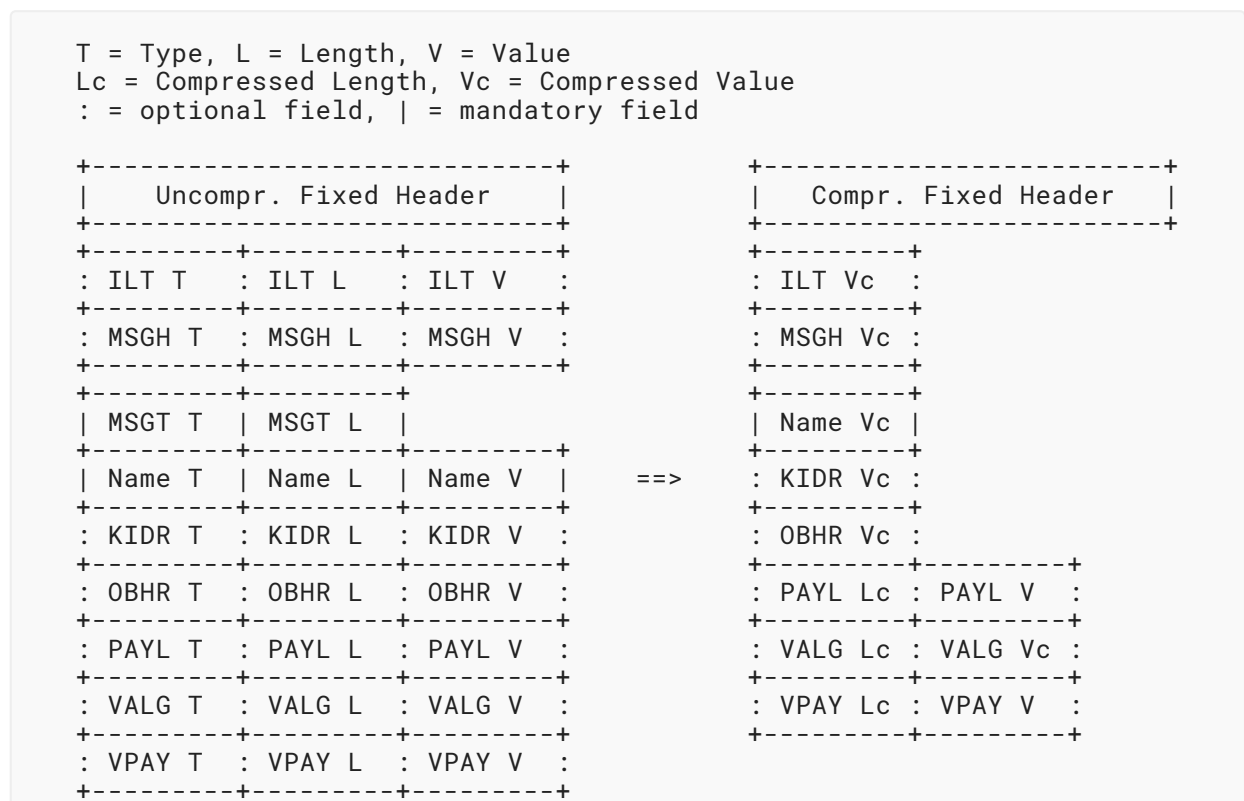 T = Type, L = Length, V = Value
Lc = Compressed Length, Vc = Compressed Value
: = optional field, | = mandatory field

+-----------------------------+           +-------------------------+
|    Uncompr. Fixed Header    |           |   Compr. Fixed Header   |
+-----------------------------+           +-------------------------+
+---------+---------+---------+           +---------+
: ILT T   : ILT L   : ILT V   :           : ILT Vc  :
+---------+---------+---------+           +---------+
: MSGH T  : MSGH L  : MSGH V  :           : MSGH Vc :
+---------+---------+---------+           +---------+
+---------+---------+                     +---------+
| MSGT T  | MSGT L  |                     | Name Vc |
+---------+---------+---------+           +---------+
| Name T  | Name L  | Name V  |    ==>    : KIDR Vc :
+---------+---------+---------+           +---------+
: KIDR T  : KIDR L  : KIDR V  :           : OBHR Vc :
+---------+---------+---------+           +---------+---------+
: OBHR T  : OBHR L  : OBHR V  :           : PAYL Lc : PAYL V  :
+---------+---------+---------+           +---------+---------+
: PAYL T  : PAYL L  : PAYL V  :           : VALG Lc : VALG Vc :
+---------+---------+---------+           +---------+---------+
: VALG T  : VALG L  : VALG V  :           : VPAY Lc : VPAY V  :
+---------+---------+---------+           +---------+---------+
: VPAY T  : VPAY L  : VPAY V  :
+---------+---------+---------+